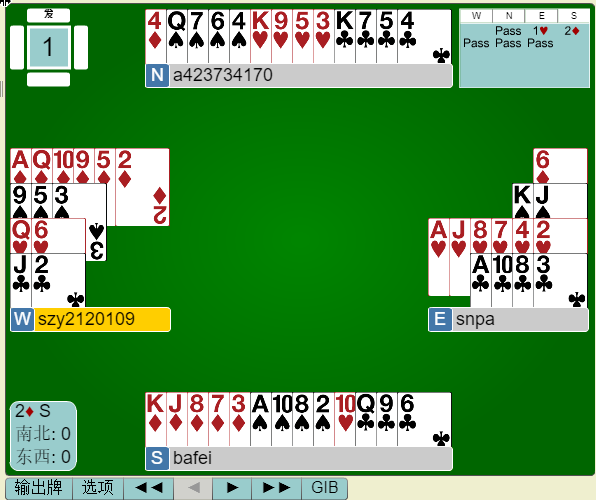 发
1
4 Q 7 6 4 K 9 5 3 K 7 5 4
N a423734170
W N E S
Pass 1♥ 2♦
Pass Pass Pass
A Q 10 9 5 2
2
9 5 3
3
Q 6
J 2
W szy2120109
6
K J
A J 8 7 4 2
A 10 8 3
E snpa
K J 8 7 3 A 10 8 2 10 Q 9 6
S bafei
2♦ S
南北: 0
东西: 0
输出牌 选项 ◄◄ ◄ ► ►► GIB